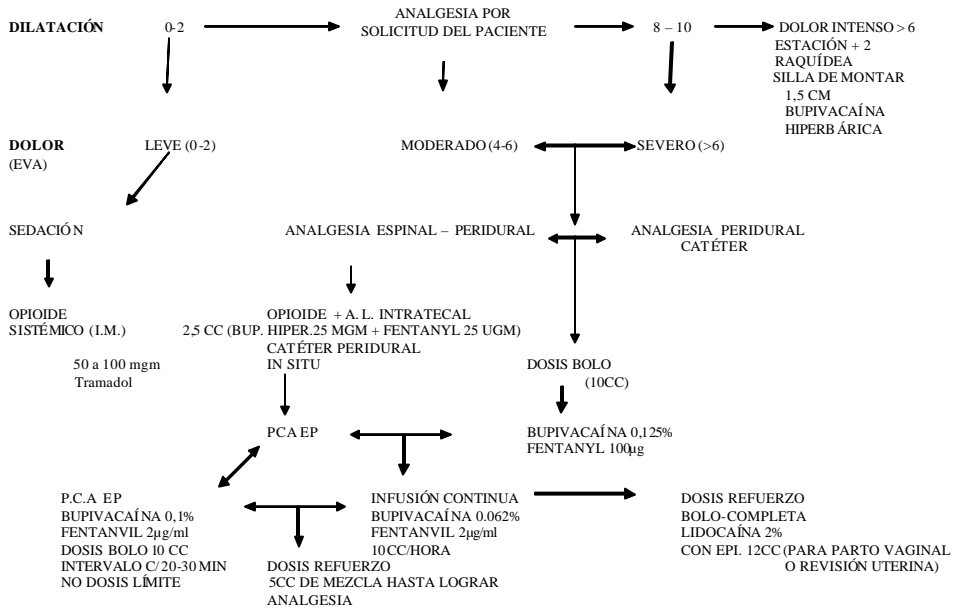 DILATACIÓN
0-2
ANALGESIA POR
SOLICITUD DEL PACIENTE
8 – 10
DOLOR INTENSO > 6
ESTACIÓN + 2
RAQUÍDEA
SILLA DE MONTAR
1,5 CM
BUPIVACAÍNA
HIPERBÁRICA
DOLOR
(EVA)
LEVE (0-2)
MODERADO (4-6)
SEVERO (>6)
SEDACIÓN
ANALGESIA ESPINAL – PERIDURAL
ANALGESIA PERIDURAL
CATÉTER
OPIOIDE
SISTÉMICO (I.M.)
50 a 100 mgm
Tramadol
OPIOIDE + A. L. INTRATECAL
2,5 CC (BUP. HIPER.25 MGM + FENTANYL 25 UGM)
CATÉTER PERIDURAL
IN SITU
DOSIS BOLO
(10CC)
PCA EP
BUPIVACAÍNA 0,125%
FENTANYL 100µg
P.C.A EP
BUPIVACAÍNA 0,1%
FENTANVIL 2µg/ml
DOSIS BOLO 10 CC
INTERVALO C/ 20-30 MIN
NO DOSIS LÍMITE
INFUSIÓN CONTINUA
BUPIVACAÍNA 0.062%
FENTANVIL 2µg/ml
10CC/HORA
DOSIS REFUERZO
5CC DE MEZCLA HASTA LOGRAR
ANALGESIA
DOSIS REFUERZO
BOLO-COMPLETA
LIDOCAÍNA 2%
CON EPI. 12CC (PARA PARTO VAGINAL
O REVISIÓN UTERINA)